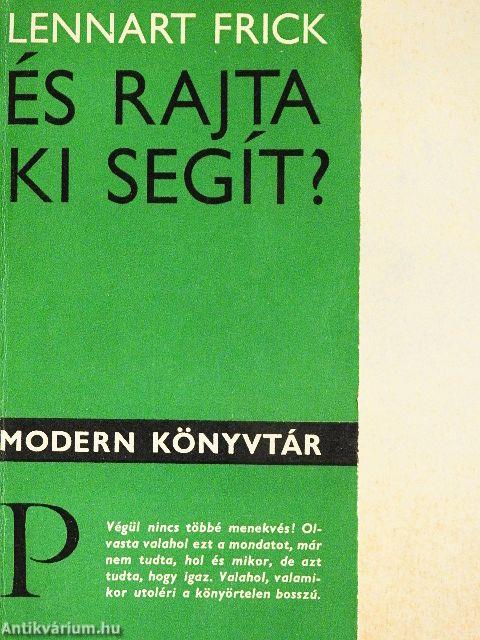 LENNART FRICK
ÉS RAJTA
KI SEGÍT?
MODERN KÖNYVTÁR
P
Végül nincs többé menekvés! Ol-
vasta valahol ezt a mondatot, már
nem tudta, hol és mikor, de azt
tudta, hogy igaz. Valahol, valami-
kor utoléri a könyörtelen bosszú.
Antikvárium.hu